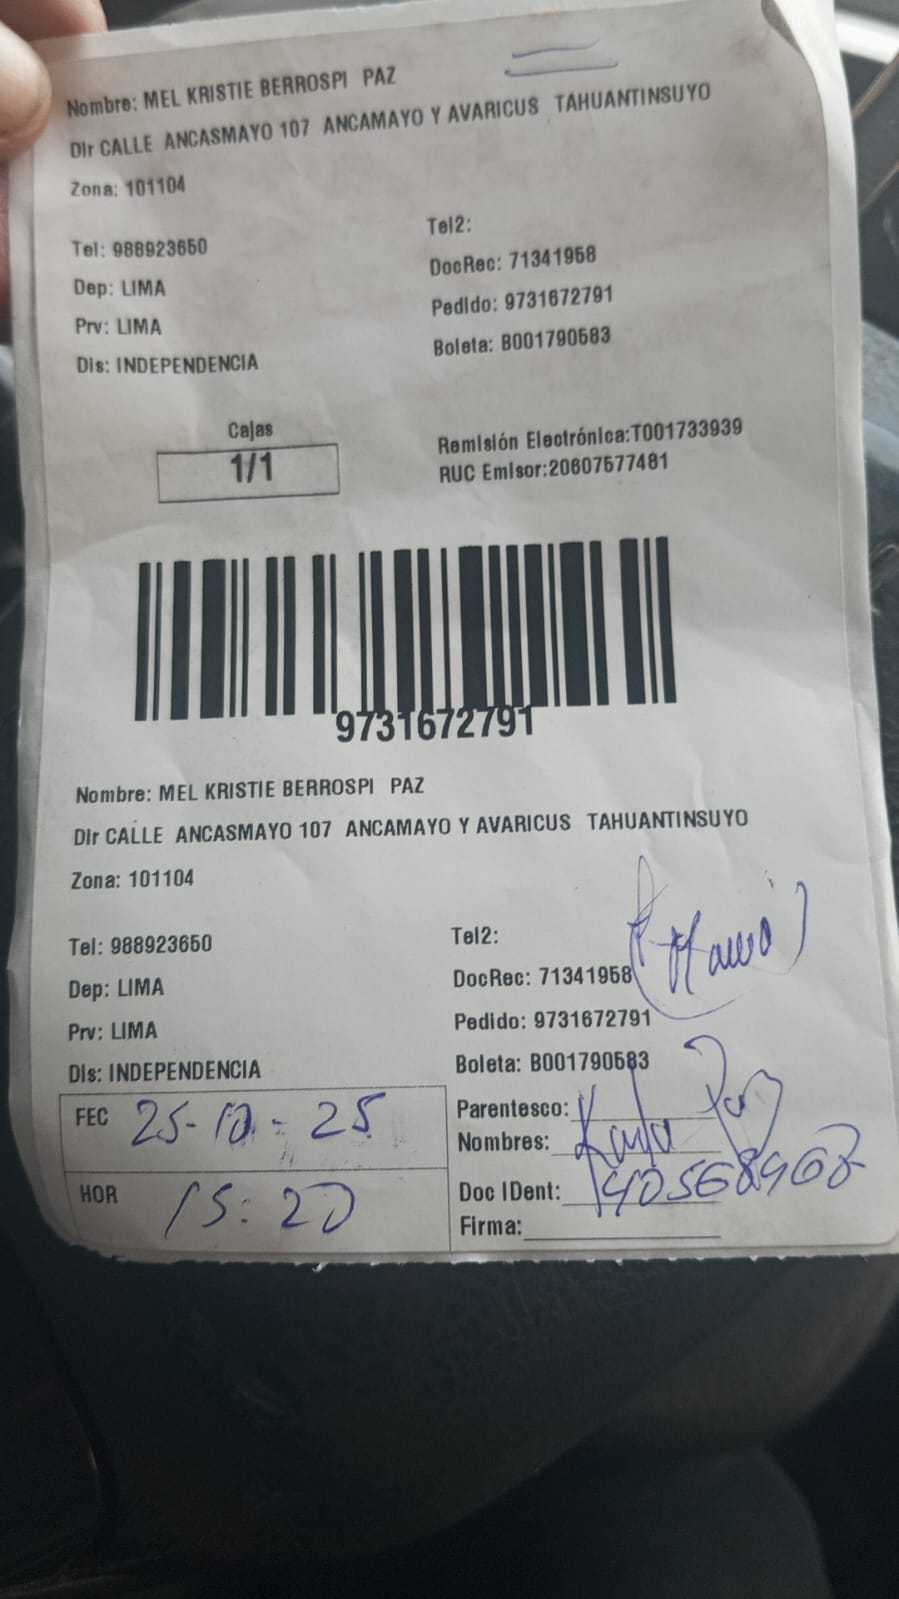 Nombre: MEL KRISTIE BERROSPI PAZ
Dir CALLE ANCASMAYO 107 ANCAMAYO Y AVARICUS TAHUANTINSUYO
Zona: 101104
Tel: 988923650
Tel2:
Dep: LIMA
DocRec: 71341958
Prv: LIMA
Pedido: 9731672791
Dis: INDEPENDENCIA
Boleta: B001790583
Cajas
1/1
Remisión Electrónica:T001733939
RUC Emisor:20607577481
9731672791
Nombre: MEL KRISTIE BERROSPI PAZ
Dir CALLE ANCASMAYO 107 ANCAMAYO Y AVARICUS TAHUANTINSUYO
Zona: 101104
Tel: 988923650
Tel2:
Dep: LIMA
DocRec: 71341958
Prv: LIMA
Pedido: 9731672791
Dis: INDEPENDENCIA
Boleta: B001790583
FEC 25-10-25
Parentesco:
Nombres: Karla Paz
HOR 15:20
Doc IDent:
Firma: